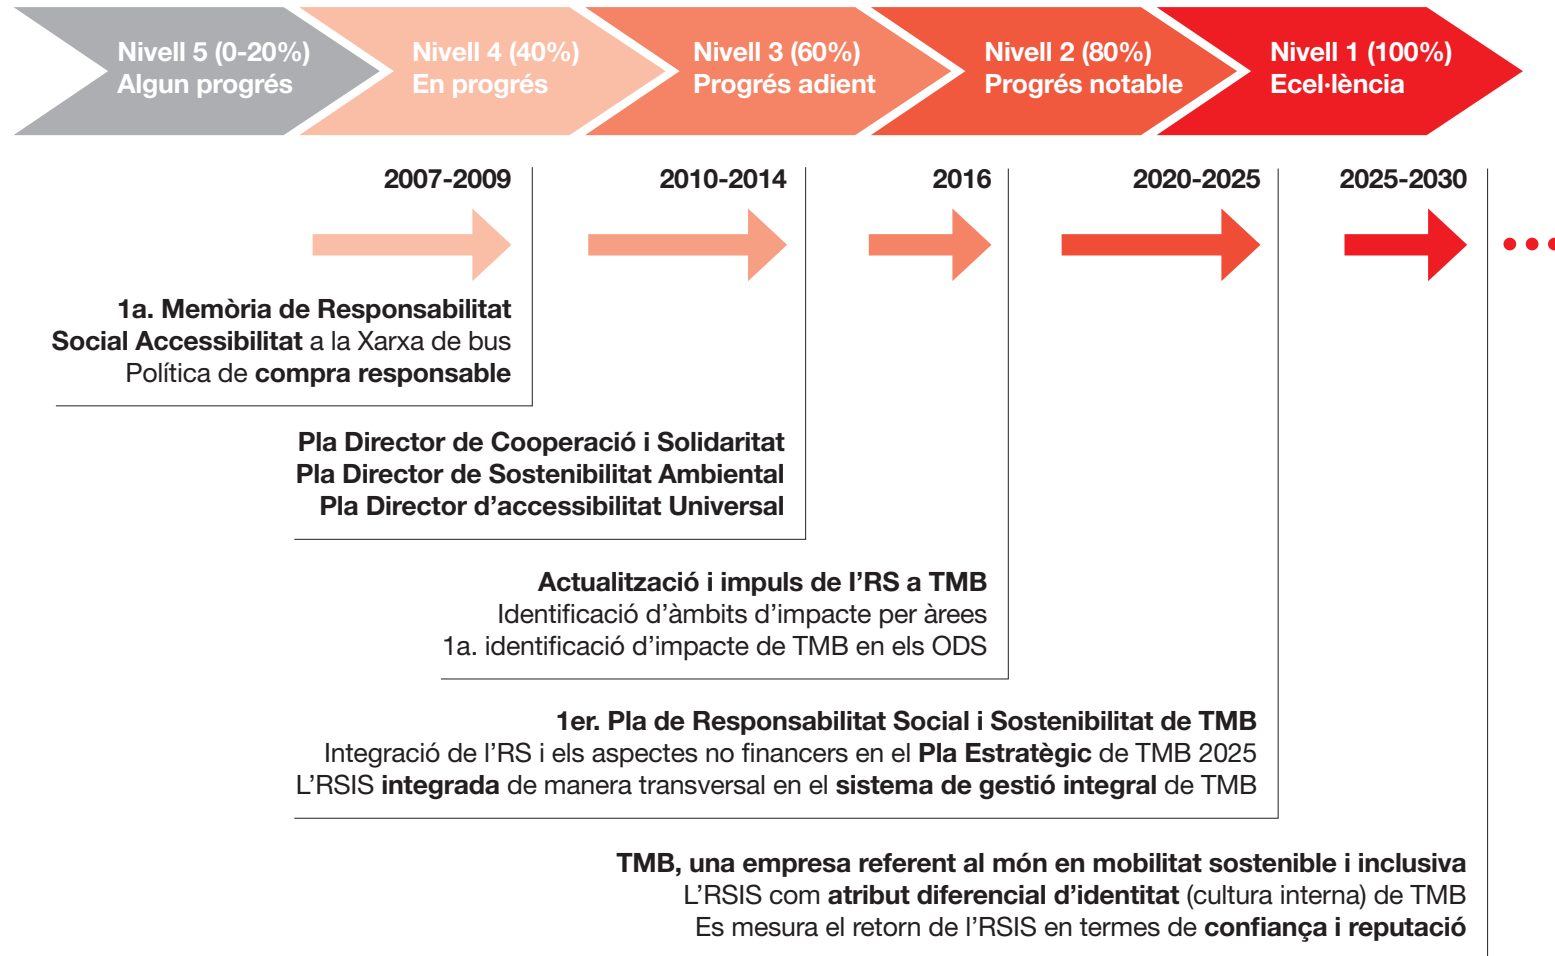 Nivell 5 (0-20%)
Algun progrés
Nivell 4 (40%)
En progrés
Nivell 3 (60%)
Progrés adient
Nivell 2 (80%)
Progrés notable
Nivell 1 (100%)
Ecel·lència
2007-2009
2010-2014
2016
2020-2025
2025-2030
1a. Memòria de Responsabilitat
Social Accessibilitat a la Xarxa de bus
Política de compra responsable
Pla Director de Cooperació i Solidaritat
Pla Director de Sostenibilitat Ambiental
Pla Director d’accessibilitat Universal
Actualització i impuls de l’RS a TMB
Identificació d’àmbits d’impacte per àrees
1a. identificació d’impacte de TMB en els ODS
1er. Pla de Responsabilitat Social i Sostenibilitat de TMB
Integració de l’RS i els aspectes no financers en el Pla Estratègic de TMB 2025
L’RSIS integrada de manera transversal en el sistema de gestió integral de TMB
TMB, una empresa referent al món en mobilitat sostenible i inclusiva
L’RSIS com atribut diferencial d’identitat (cultura interna) de TMB
Es mesura el retorn de l’RSIS en termes de confiança i reputació